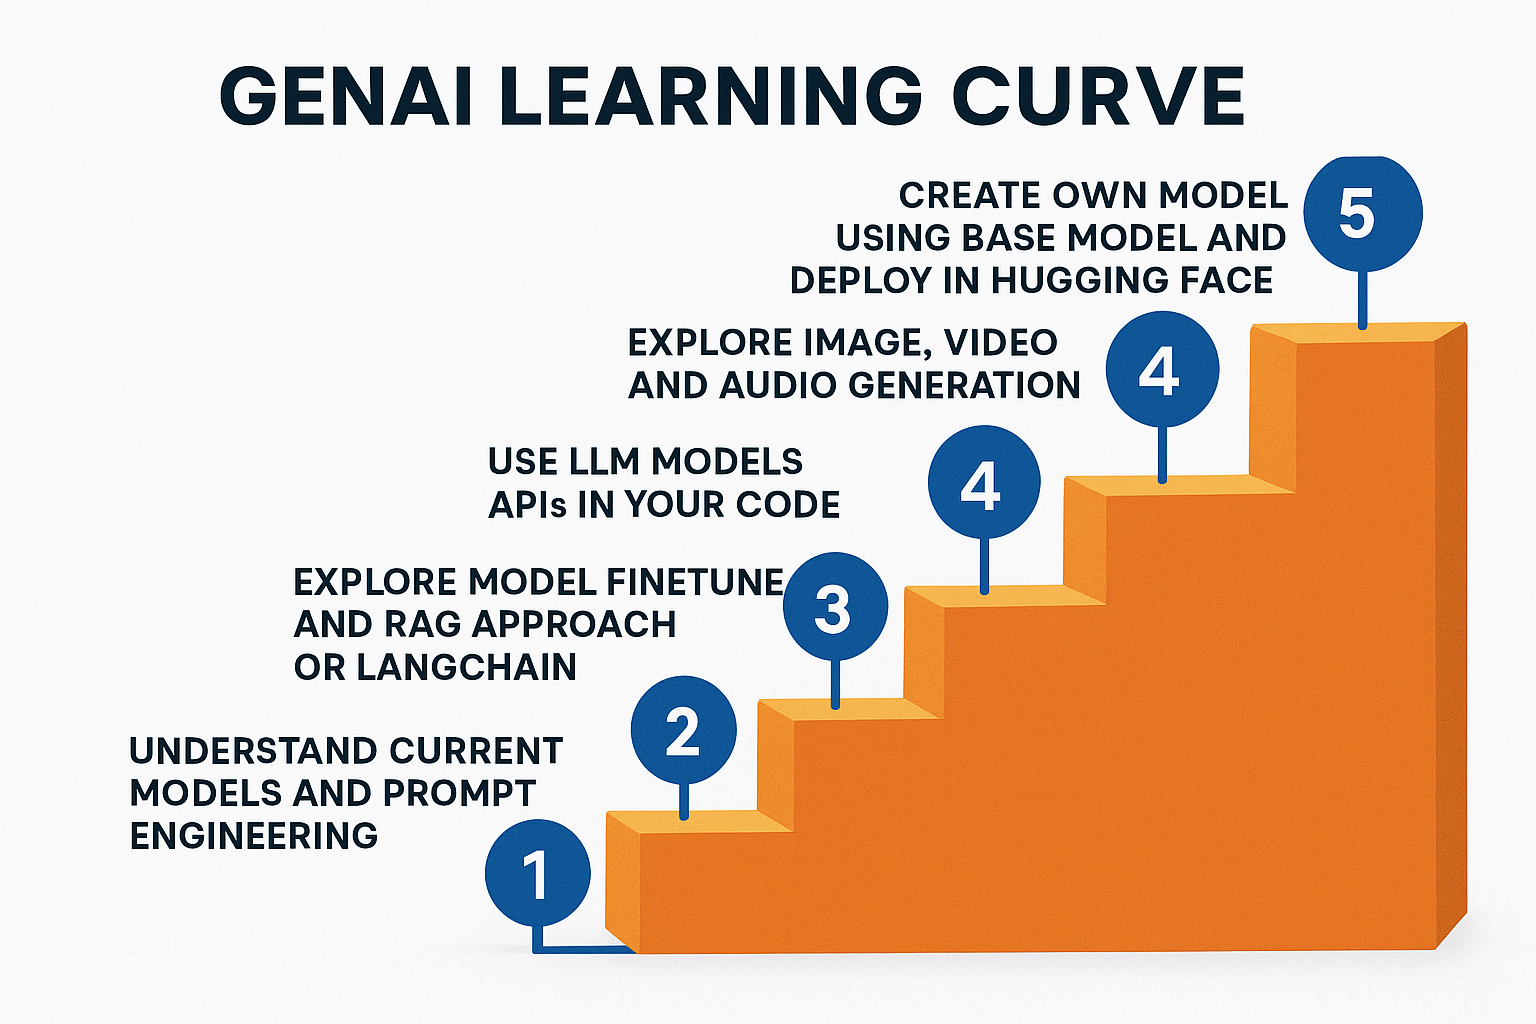 GENAI LEARNING CURVE
CREATE OWN MODEL
USING BASE MODEL AND
DEPLOY IN HUGGING FACE
5
EXPLORE IMAGE, VIDEO
AND AUDIO GENERATION
4
USE LLM MODELS
APIs IN YOUR CODE
4
EXPLORE MODEL FINETUNE
AND RAG APPROACH
OR LANGCHAIN
3
2
UNDERSTAND CURRENT
MODELS AND PROMPT
ENGINEERING
1